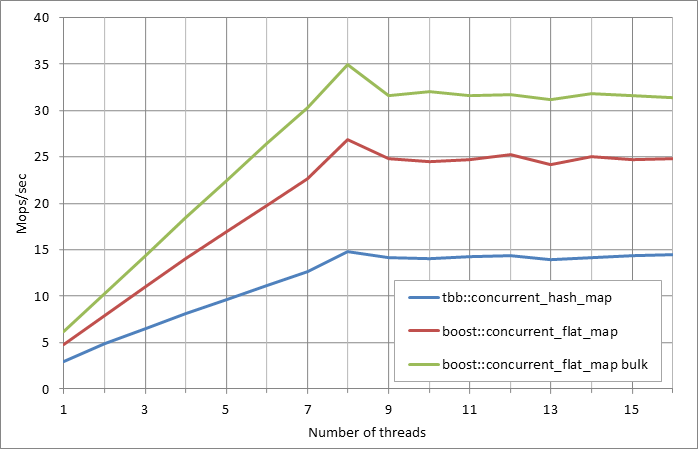 40
35
30
25
20
15
10
5
0
Mops/sec
tbb::concurrent_hash_map
boost::concurrent_flat_map
boost::concurrent_flat_map bulk
1 3 5 7 9 11 13 15
Number of threads